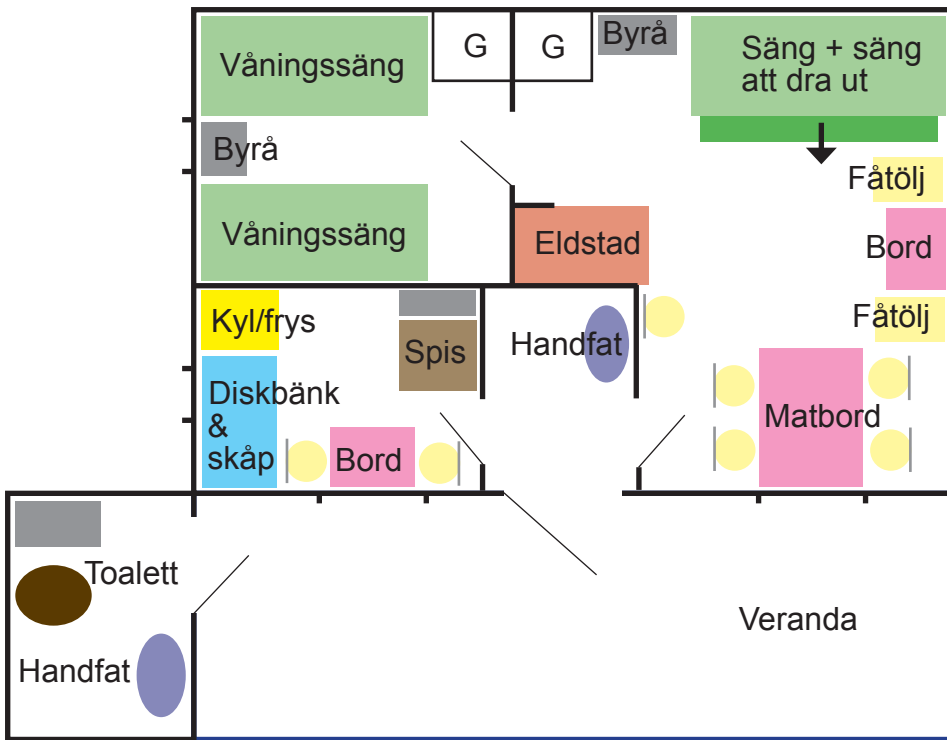 Våningssäng
G
G
Byrå
Säng + säng
att dra ut
Byrå
Fåtölj
Våningssäng
Eldstad
Bord
Kyl/frys
Spis
Handfat
Fåtölj
Diskbänk
&
skåp
Bord
Matbord
Toalett
Handfat
Veranda